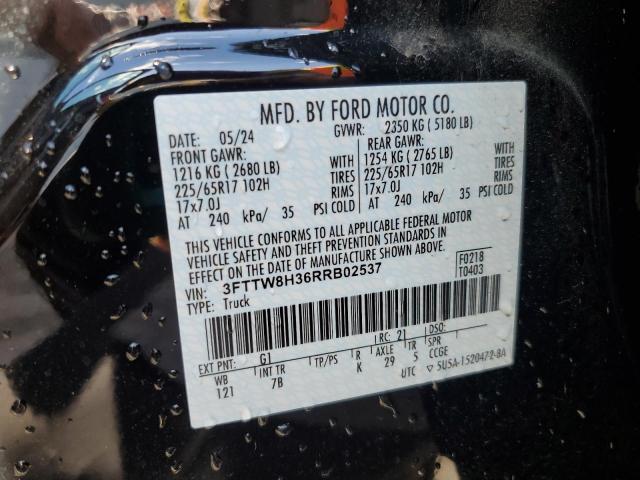 MFD. BY FORD MOTOR CO.
DATE: 05/24 GVWR: 2350 KG ( 5180 LB)
FRONT GAWR: REAR GAWR:
1216 KG ( 2680 LB) 1254 KG ( 2765 LB)
225/65R17 102H TIRES 225/65R17 102H TIRES
17x7.0J RIMS 17x7.0J RIMS
AT 240 kPa/ 35 PSI COLD AT 240 kPa/ 35 PSI COLD
THIS VEHICLE CONFORMS TO ALL APPLICABLE FEDERAL MOTOR
VEHICLE SAFETY AND THEFT PREVENTION STANDARDS IN
EFFECT ON THE DATE OF MANUFACTURE SHOWN ABOVE.
VIN: 3FTTW8H36RRB02537 F0218
TYPE: Truck T0403
EXT PNT: G1 RC: 21 DSO:
WB INT TR TP/PS R AXLE TR SPR
121 7B K 29 5 CCGE
UTC ▽ 5U5A-1520472-BA